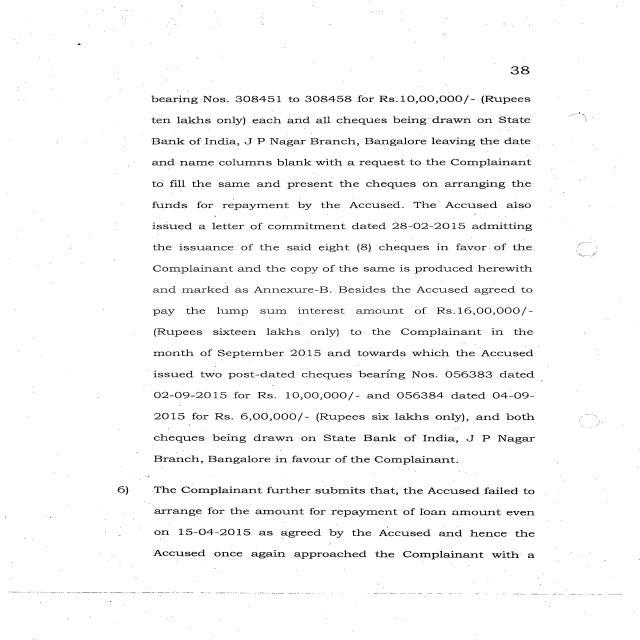 38
bearing Nos. 308451 to 308458 for Rs.10,00,000/- (Rupees
ten lakhs only) each and all cheques being drawn on State
Bank of India, J P Nagar Branch, Bangalore leaving the date
and name columns blank with a request to the Complainant
to fill the same and present the cheques on arranging the
funds for repayment by the Accused. The Accused also
issued a letter of commitment dated 28-02-2015 admitting
the issuance of the said eight (8) cheques in favor of the
Complainant and the copy of the same is produced herewith
and marked as Annexure-B. Besides the Accused agreed to
pay the lump sum interest amount of Rs.16,00,000/-
(Rupees sixteen lakhs only) to the Complainant in the
month of September 2015 and towards which the Accused
issued two post-dated cheques bearing Nos. 056383 dated
02-09-2015 for Rs. 10,00,000/- and 056384 dated 04-09-
2015 for Rs. 6,00,000/- (Rupees six lakhs only), and both
cheques being drawn on State Bank of India, J P Nagar
Branch, Bangalore in favour of the Complainant.
6) The Complainant further submits that, the Accused failed to
arrange for the amount for repayment of loan amount even
on 15-04-2015 as agreed by the Accused and hence the
Accused once again approached the Complainant with a